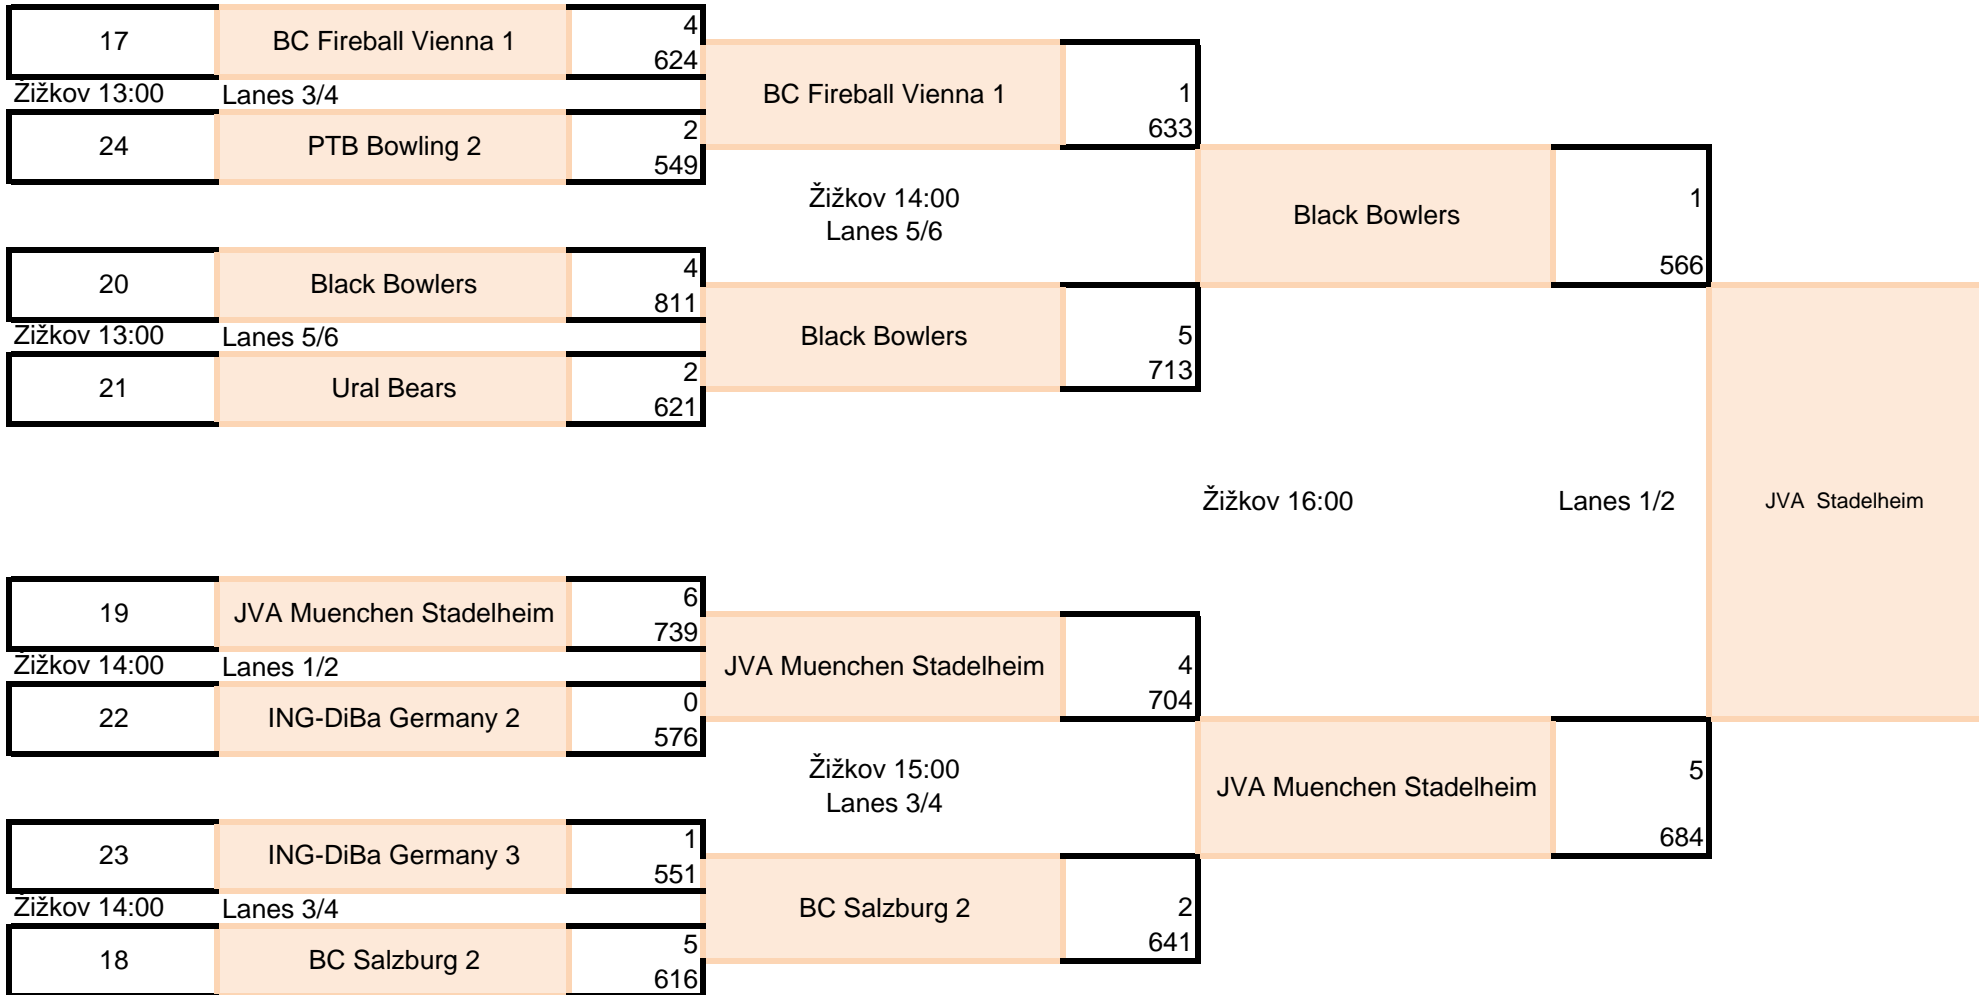 17 BC Fireball Vienna 1 4
624
Žižkov 13:00 Lanes 3/4
24 PTB Bowling 2 2
549
BC Fireball Vienna 1 1
633
Žižkov 14:00
Lanes 5/6
20 Black Bowlers 4
811
Žižkov 13:00 Lanes 5/6
21 Ural Bears 2
621
Black Bowlers 5
713
Black Bowlers 1
566
Žižkov 16:00 Lanes 1/2 JVA Stadelheim
19 JVA Muenchen Stadelheim 6
739
Žižkov 14:00 Lanes 1/2
22 ING-DiBa Germany 2 0
576
JVA Muenchen Stadelheim 4
704
Žižkov 15:00
Lanes 3/4
JVA Muenchen Stadelheim 5
684
23 ING-DiBa Germany 3 1
551
Žižkov 14:00 Lanes 3/4
18 BC Salzburg 2 5
616
BC Salzburg 2 2
641